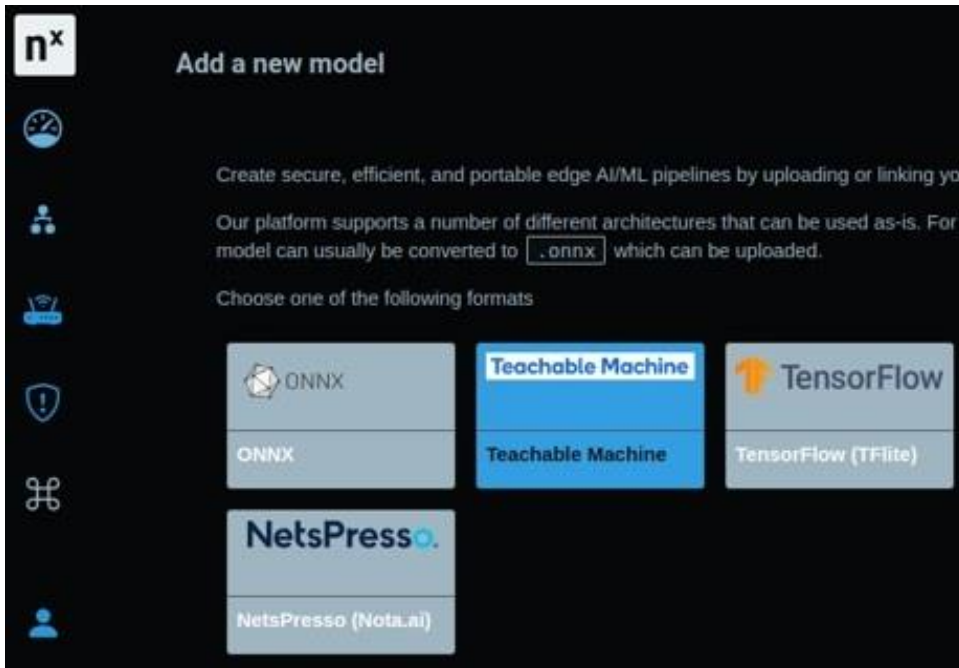 nx
Add a new model
Create secure, efficient, and portable edge AI/ML pipelines by uploading or linking yo
Our platform supports a number of different architectures that can be used as-is. For
model can usually be converted to .onnx which can be uploaded.
Choose one of the following formats
ONNX
ONNX
Teachable Machine
Teachable Machine
TensorFlow
TensorFlow (TFlite)
NetsPresso.
NetsPresso (Nota.ai)